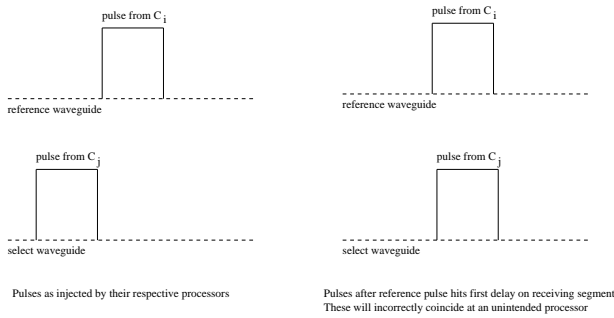 pulse from C i
reference waveguide
pulse from C j
select waveguide
Pulses as injected by their respective processors
pulse from C i
reference waveguide
pulse from C j
select waveguide
Pulses after reference pulse hits first delay on receiving segment
These will incorrectly coincide at an unintended processor